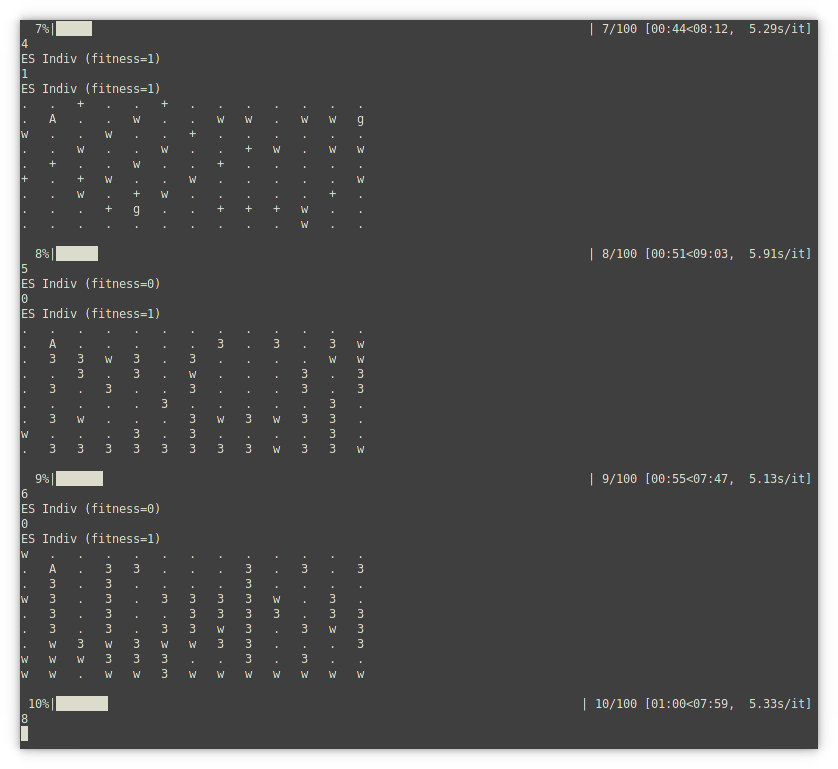 7%| | 7/100 [00:44<08:12, 5.29s/it]
4
ES Indiv (fitness=1)
1
ES Indiv (fitness=1)
. . + . . + . . . . . . .
. A . . w . . w w . w w g
w . . w . . + . . . . . .
. . w . . w . . + w . w w
. + . . w . . + . . . . .
+ . + w . . w . . . . . w
. . w . + w . . . . . + .
. . . + g . . + + + w . .
. . . . . . . . . . w . .
8%| | 8/100 [00:51<09:03, 5.91s/it]
5
ES Indiv (fitness=0)
0
ES Indiv (fitness=1)
. . . . . . . . . . . . .
. A . . . . . 3 . 3 . 3 w
. 3 3 w 3 . 3 . . . . w w
. . 3 . 3 . w . . . 3 . 3
. 3 . 3 . . 3 . . . 3 . 3
. . . . . 3 . . . . . 3 .
. 3 w . . . 3 w 3 w 3 3 .
w . . . 3 . 3 . . . . 3 .
. 3 3 3 3 3 3 3 3 w 3 3 w
9%| | 9/100 [00:55<07:47, 5.13s/it]
6
ES Indiv (fitness=0)
0
ES Indiv (fitness=1)
w . . . . . . . . . . . .
. A . 3 3 . . . 3 . 3 . 3
. 3 . 3 . . . . 3 . . . .
w 3 . 3 . 3 3 3 3 w . 3 .
. 3 . 3 . . 3 3 3 3 . 3 3
. 3 . 3 . 3 3 w 3 . 3 w 3
. w 3 w 3 w w 3 3 . . . 3
w w w 3 3 3 . . 3 . 3 . .
w w . w w 3 w w w w w w w
10%| | 10/100 [01:00<07:59, 5.33s/it]
8